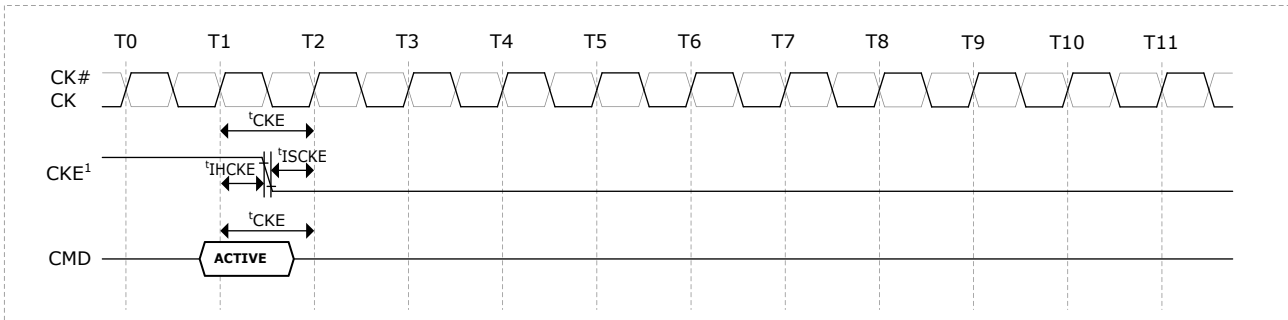 T0 T1 T2 T3 T4 T5 T6 T7 T8 T9 T10 T11
CK#
CK
tCKE
tISCKE
CKE1
tIHCKE
tCKE
CMD
ACTIVE